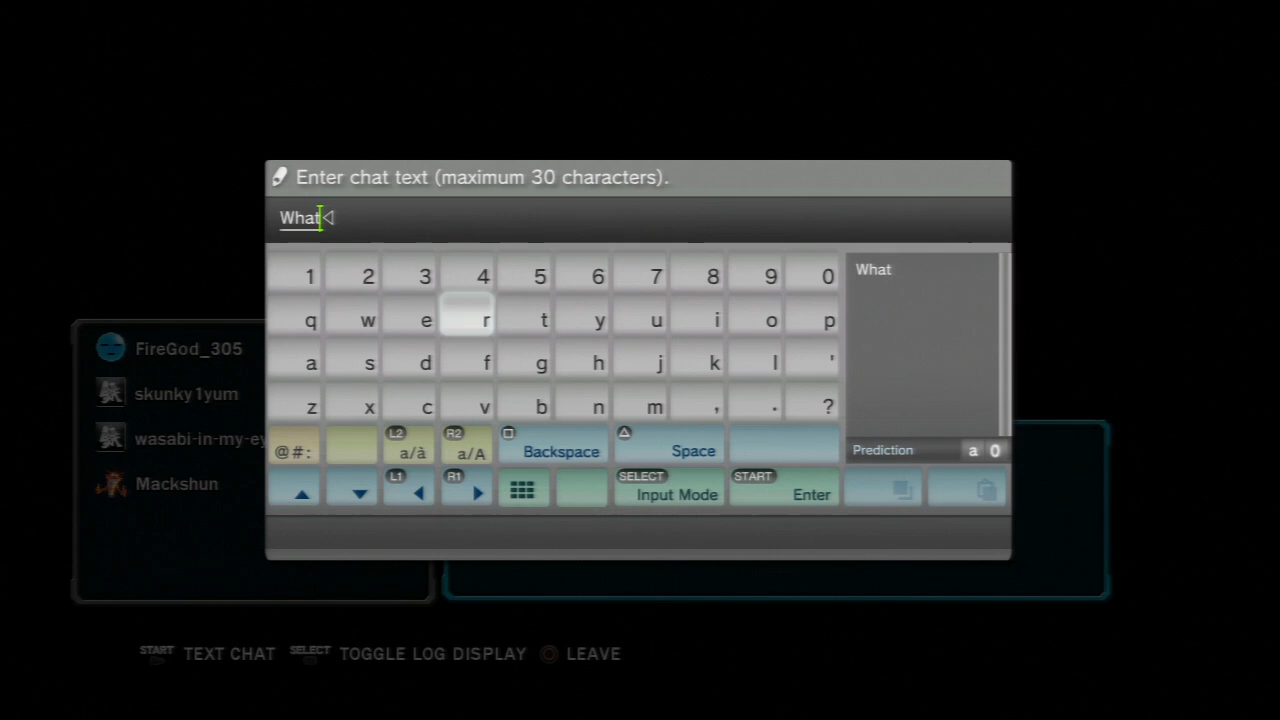 Enter chat text (maximum 30 characters).
What
1 2 3 4 5 6 7 8 9 0
What
q w e r t y u i o p
a s d f g h j k l '
z x c v b n m , . ?
@#: L2 a/à R2 a/A Backspace Space
Prediction a 0
L1 R1 SELECT Input Mode START Enter
FireGod_305
skunky1yum
wasabi-in-my-ey
Mackshun
START TEXT CHAT SELECT TOGGLE LOG DISPLAY LEAVE